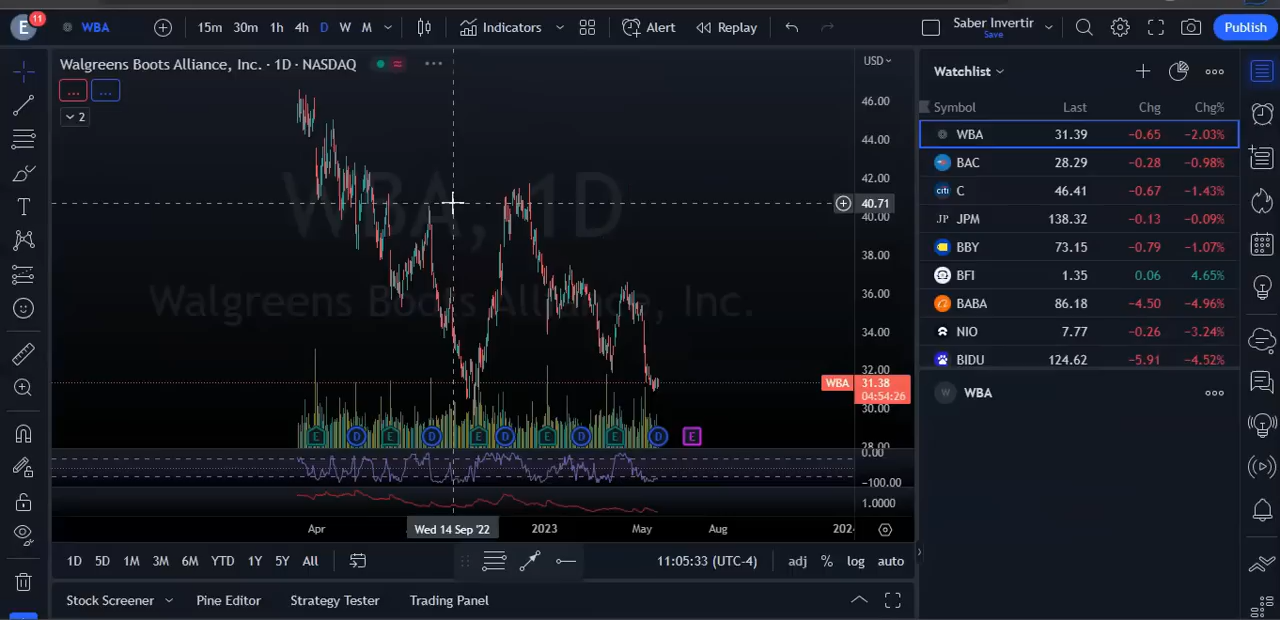 E 11 WBA 15m 30m 1h 4h D W M Indicators Alert Replay Saber Invertir Save Publish
Walgreens Boots Alliance, Inc. · 1D · NASDAQ
... ...
2
WBA, 1D
Walgreens Boots Alliance, Inc.
USD
46.00
44.00
42.00
40.71
40.00
38.00
36.00
34.00
32.00
WBA 31.38
04:54:26
30.00
28.00
E D E D E D E D E D E
0.00
-100.00
1.0000
Apr Wed 14 Sep '22 2023 May Aug 202
1D 5D 1M 3M 6M YTD 1Y 5Y All 11:05:33 (UTC-4) adj % log auto
Stock Screener Pine Editor Strategy Tester Trading Panel
Watchlist
Symbol Last Chg Chg%
WBA 31.39 −0.65 −2.03%
BAC 28.29 −0.28 −0.98%
citi C 46.41 −0.67 −1.43%
JP JPM 138.32 −0.13 −0.09%
BBY 73.15 −0.79 −1.07%
BFI 1.35 0.06 4.65%
BABA 86.18 −4.50 −4.96%
NIO 7.77 −0.26 −3.24%
BIDU 124.62 −5.91 −4.52%
W WBA